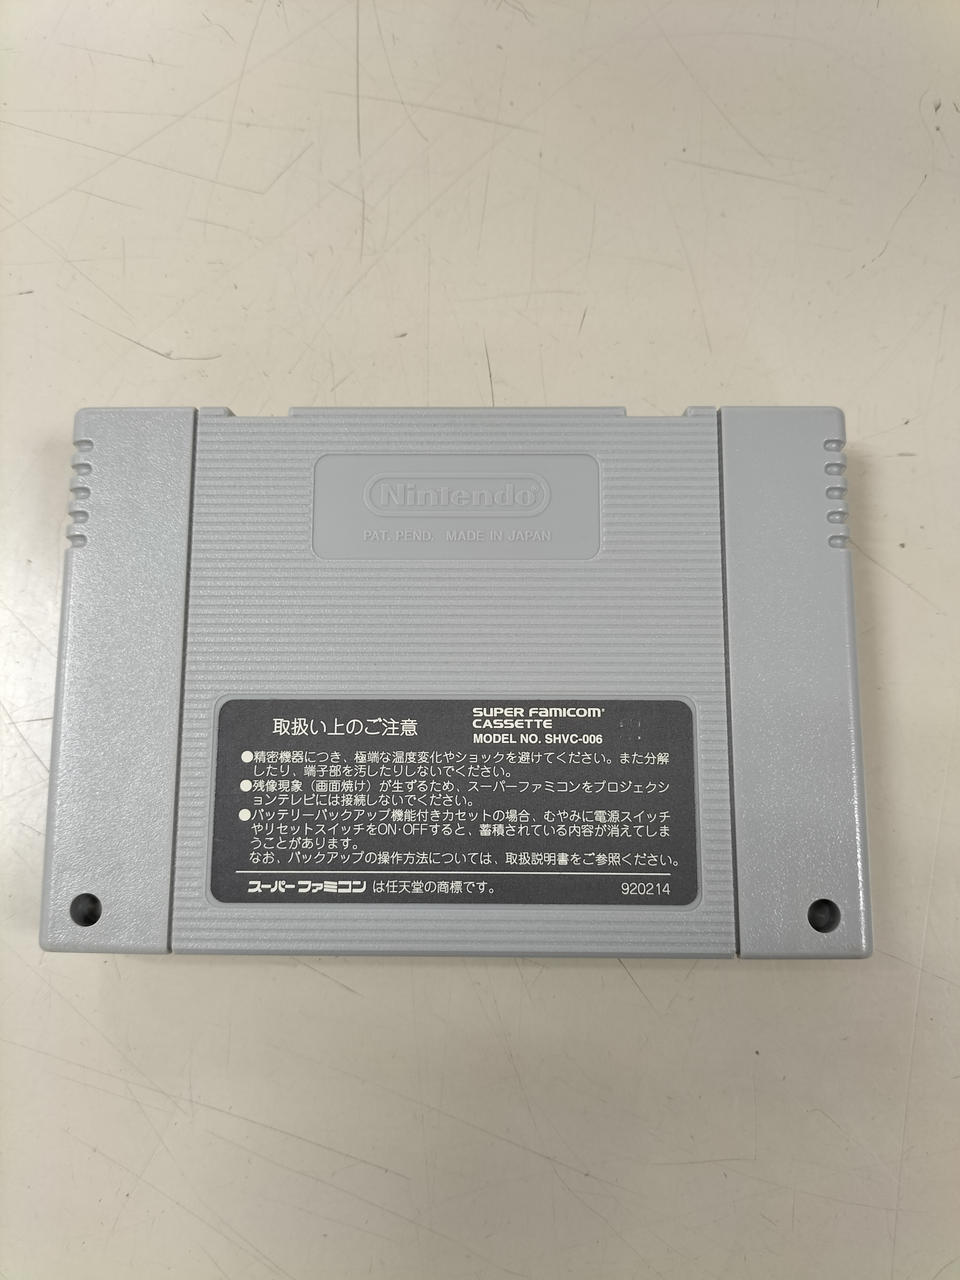 Nintendo®
PAT. PEND. MADE IN JAPAN
取扱い上のご注意
SUPER FAMICOM®
CASSETTE
MODEL NO. SHVC-006
●精密機器につき、極端な温度変化やショックを避けてください。また分解
したり、端子部を汚したりしないでください。
●残像現象（画面焼け）が生ずるため、スーパーファミコンをプロジェクシ
ョンテレビには接続しないでください。
●バッテリーバックアップ機能付きカセットの場合、むやみに電源スイッチ
やリセットスイッチをON·OFFすると、蓄積されている内容が消えてしま
うことがあります。
なお、バックアップの操作方法については、取扱説明書をご参照ください。
スーパーファミコンは任天堂の商標です。
920214